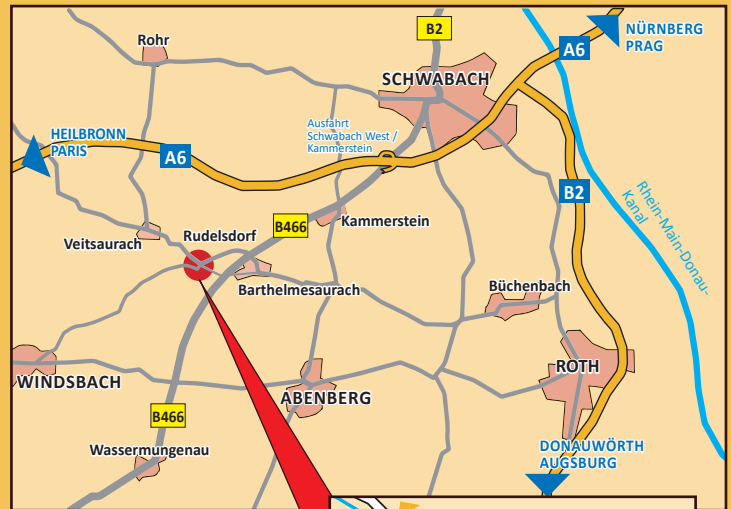 Rohr
B2
A6
NÜRNBERG
PRAG
SCHWABACH
HEILBRONN
PARIS
A6
Ausfahrt
Schwabach West /
Kammerstein
B2
Rhein-Main-Donau-
Kanal
B466
Kammerstein
Veitsaurach
Rudelsdorf
Barthelmesaurach
Büchenbach
WINDSBACH
ABENBERG
ROTH
B466
Wassermungenau
DONAUWÖRTH
AUGSBURG